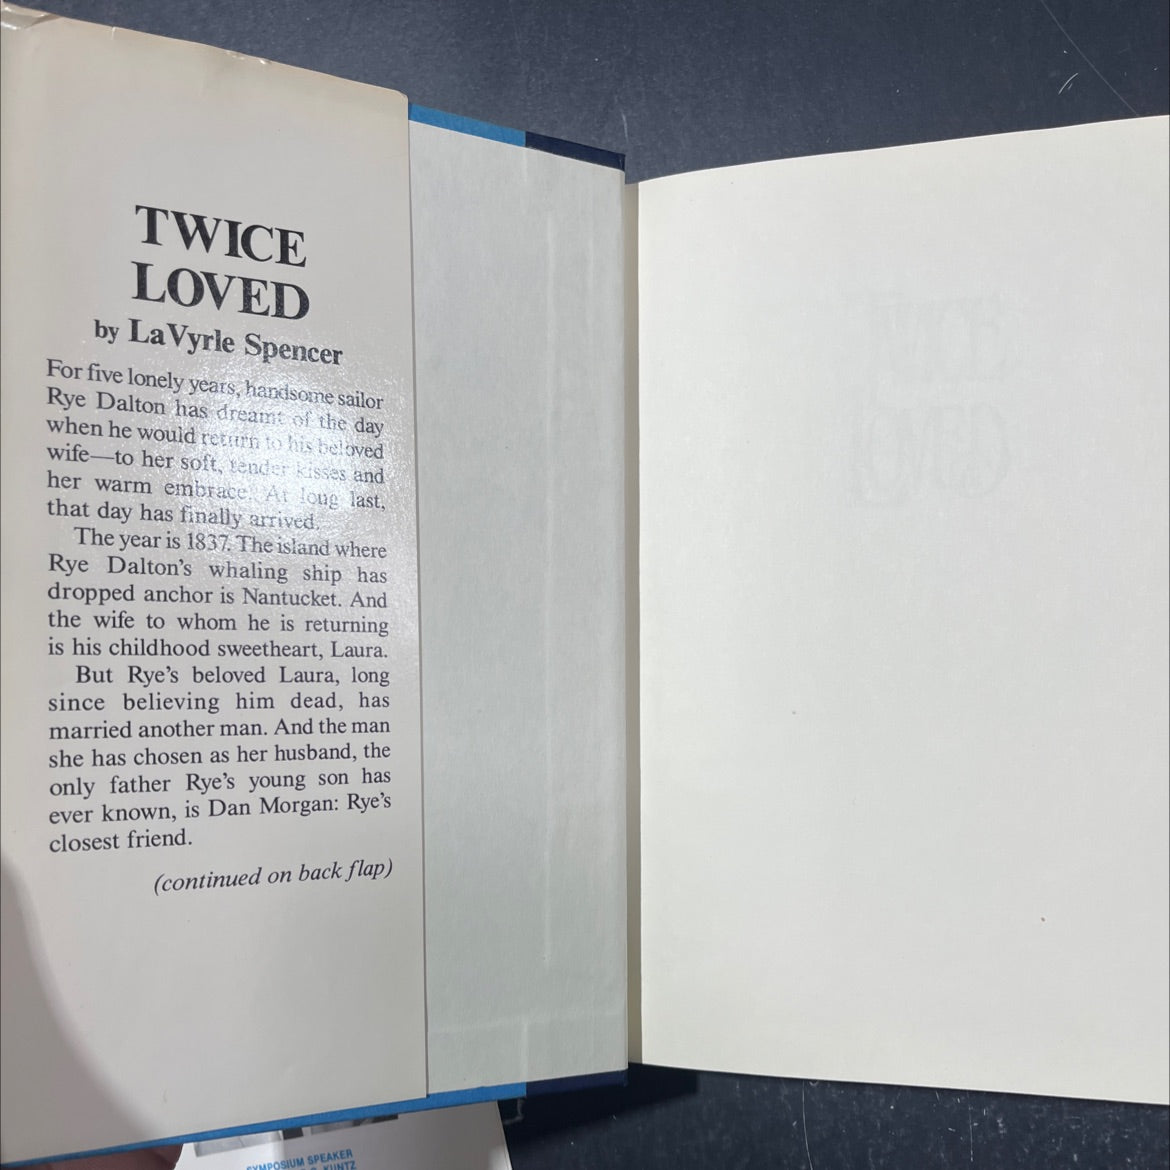 TWICE
LOVED
by LaVyrle Spencer
For five lonely years, handsome sailor
Rye Dalton has dreamt of the day
when he would return to his beloved
wife—to her soft, tender kisses and
her warm embrace. At long last,
that day has finally arrived.
The year is 1837. The island where
Rye Dalton's whaling ship has
dropped anchor is Nantucket. And
the wife to whom he is returning
is his childhood sweetheart, Laura.
But Rye's beloved Laura, long
since believing him dead, has
married another man. And the man
she has chosen as her husband, the
only father Rye's young son has
ever known, is Dan Morgan: Rye's
closest friend.
(continued on back flap)
SYMPOSIUM SPEAKER
KUNTZ